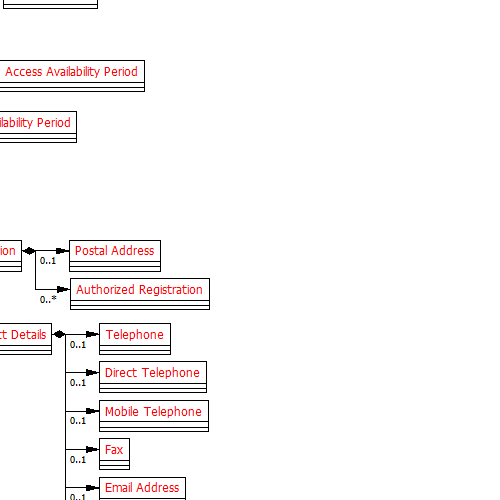 Access Availability Period
ilability Period
ion
Postal Address
0..1
Authorized Registration
0..*
ct Details
Telephone
0..1
Direct Telephone
0..1
Mobile Telephone
0..1
Fax
0..1
Email Address
0..1